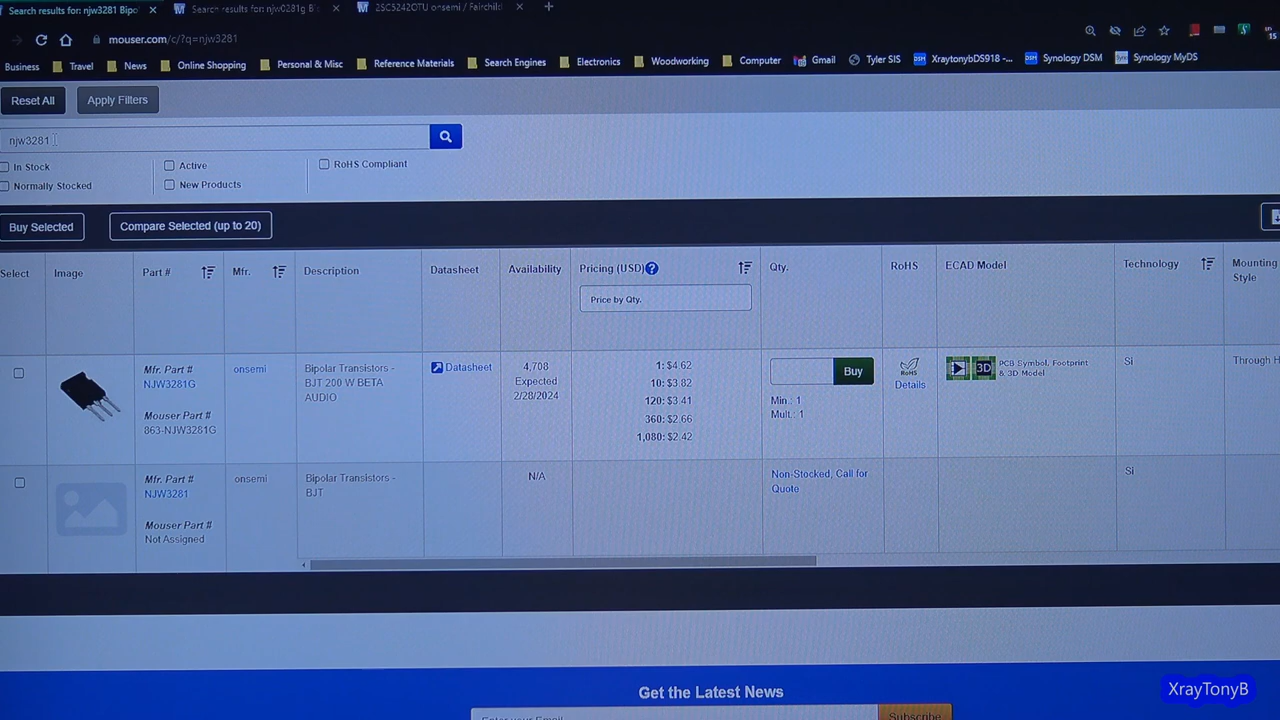 Search results for: njw3281 Bipo
Search results for: njw0281g Bi
2SC5242OTU onsemi / Fairchild
mouser.com/c/?q=njw3281
15
Business
Travel
News
Online Shopping
Personal & Misc
Reference Materials
Search Engines
Electronics
Woodworking
Computer
Gmail
Tyler SIS
XraytonybDS918 -...
Synology DSM
Synology MyDS
Reset All
Apply Filters
njw3281
In Stock
Active
RoHS Compliant
Normally Stocked
New Products
Buy Selected
Compare Selected (up to 20)
Select
Image
Part #
Mfr.
Description
Datasheet
Availability
Pricing (USD)
Qty.
RoHS
ECAD Model
Technology
Mounting
Style
Price by Qty.
Mfr. Part #
NJW3281G
Mouser Part #
863-NJW3281G
onsemi
Bipolar Transistors -
BJT 200 W BETA
AUDIO
Datasheet
4,708
Expected
2/28/2024
1: $4.62
10: $3.82
120: $3.41
360: $2.66
1,080: $2.42
Buy
Min.: 1
Mult.: 1
RoHS
Details
3D
PCB Symbol, Footprint
& 3D Model
Si
Through H
Mfr. Part #
NJW3281
Mouser Part #
Not Assigned
onsemi
Bipolar Transistors -
BJT
N/A
Non-Stocked, Call for
Quote
Si
Get the Latest News
Enter your Email
Subscribe
XrayTonyB